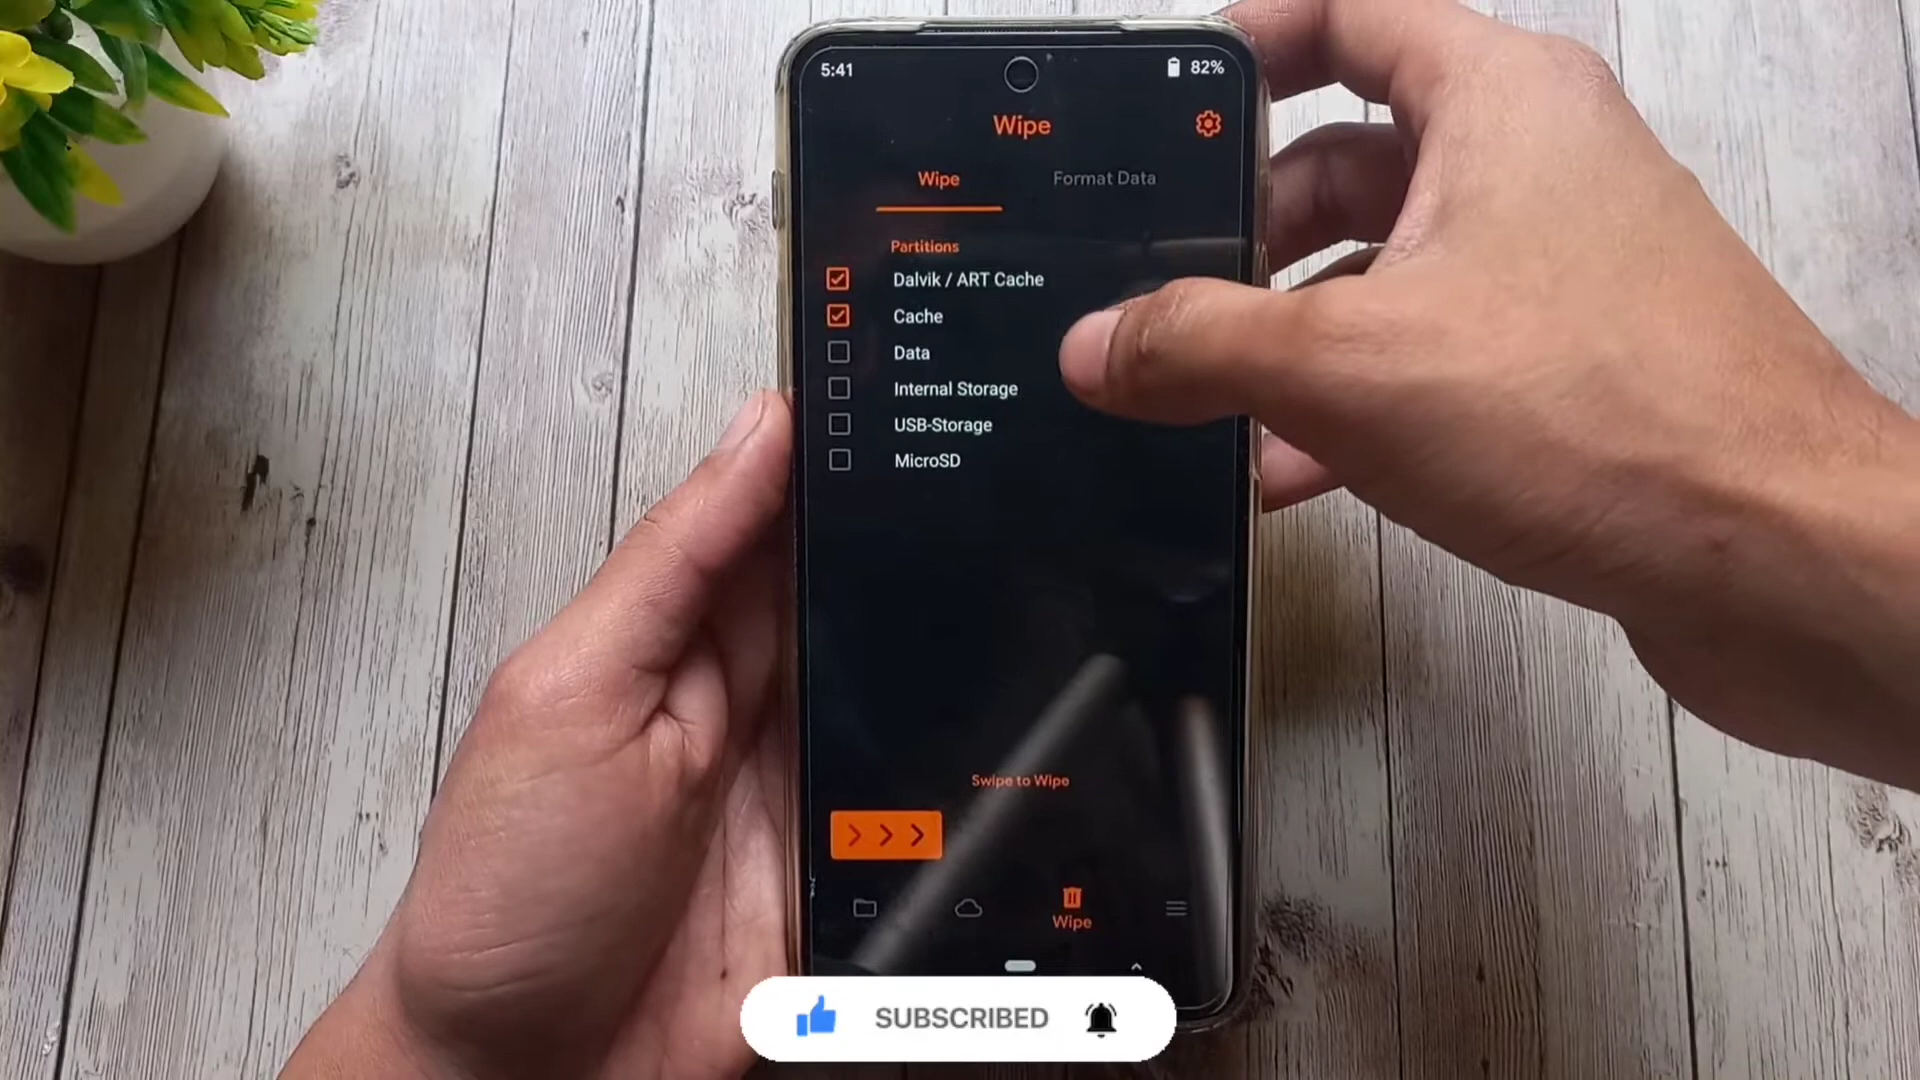 5:41
82%
Wipe
Wipe
Format Data
Partitions
Dalvik / ART Cache
Cache
Data
Internal Storage
USB-Storage
MicroSD
Swipe to Wipe
Wipe
SUBSCRIBED